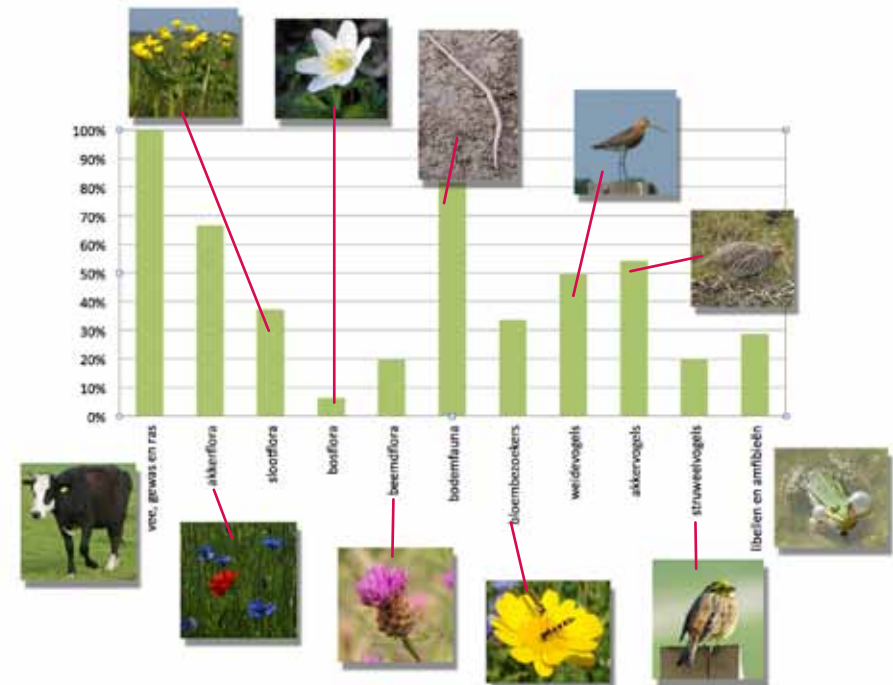 100%
90%
80%
70%
60%
50%
40%
30%
20%
10%
0%
vee, gewas en ras
akkerflora
slootflora
bosflora
beemdflora
bodemfauna
bloembezoekers
weidevogels
akkervogels
struweelvogels
libellen en amfibieën